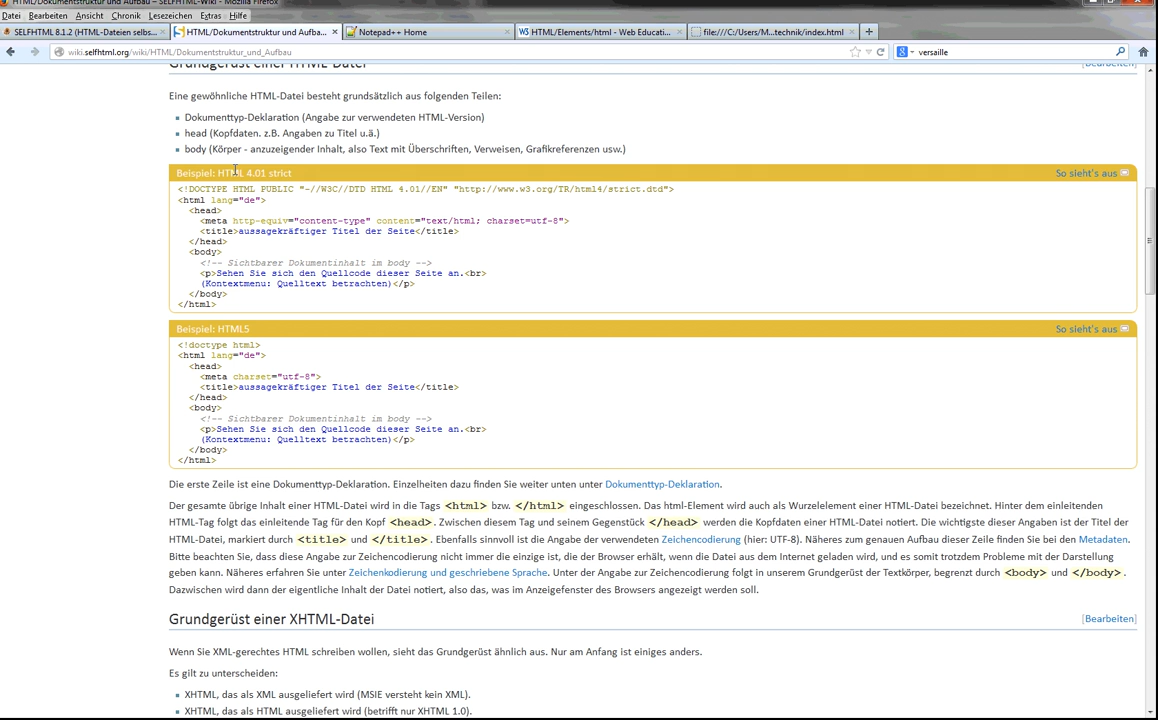 HTML/Dokumentstruktur und Aufbau – SELFHTML-Wiki - Mozilla Firefox
Datei Bearbeiten Ansicht Chronik Lesezeichen Extras Hilfe
SELFHTML 8.1.2 (HTML-Dateien selbs... HTML/Dokumentstruktur und Aufba... Notepad++ Home HTML/Elements/html - Web Educati... file:///C:/Users/M...technik/index.html
wiki.selfhtml.org/wiki/HTML/Dokumentstruktur_und_Aufbau versaille
Grundgerüst einer HTML-Datei [Bearbeiten]
Eine gewöhnliche HTML-Datei besteht grundsätzlich aus folgenden Teilen:
Dokumenttyp-Deklaration (Angabe zur verwendeten HTML-Version)
head (Kopfdaten. z.B. Angaben zu Titel u.ä.)
body (Körper - anzuzeigender Inhalt, also Text mit Überschriften, Verweisen, Grafikreferenzen usw.)
Beispiel: HTML 4.01 strict So sieht's aus
<!DOCTYPE HTML PUBLIC "-//W3C//DTD HTML 4.01//EN" "http://www.w3.org/TR/html4/strict.dtd">
<html lang="de">
<head>
<meta http-equiv="content-type" content="text/html; charset=utf-8">
<title>aussagekräftiger Titel der Seite</title>
</head>
<body>
<!-- Sichtbarer Dokumentinhalt im body -->
<p>Sehen Sie sich den Quellcode dieser Seite an.<br>
(Kontextmenu: Quelltext betrachten)</p>
</body>
</html>
Beispiel: HTML5 So sieht's aus
<!doctype html>
<html lang="de">
<head>
<meta charset="utf-8">
<title>aussagekräftiger Titel der Seite</title>
</head>
<body>
<!-- Sichtbarer Dokumentinhalt im body -->
<p>Sehen Sie sich den Quellcode dieser Seite an.<br>
(Kontextmenu: Quelltext betrachten)</p>
</body>
</html>
Die erste Zeile ist eine Dokumenttyp-Deklaration. Einzelheiten dazu finden Sie weiter unten unter Dokumenttyp-Deklaration.
Der gesamte übrige Inhalt einer HTML-Datei wird in die Tags <html> bzw. </html> eingeschlossen. Das html-Element wird auch als Wurzelelement einer HTML-Datei bezeichnet. Hinter dem einleitenden
HTML-Tag folgt das einleitende Tag für den Kopf <head>. Zwischen diesem Tag und seinem Gegenstück </head> werden die Kopfdaten einer HTML-Datei notiert. Die wichtigste dieser Angaben ist der Titel der
HTML-Datei, markiert durch <title> und </title>. Ebenfalls sinnvoll ist die Angabe der verwendeten Zeichencodierung (hier: UTF-8). Näheres zum genauen Aufbau dieser Zeile finden Sie bei den Metadaten.
Bitte beachten Sie, dass diese Angabe zur Zeichencodierung nicht immer die einzige ist, die der Browser erhält, wenn die Datei aus dem Internet geladen wird, und es somit trotzdem Probleme mit der Darstellung
geben kann. Näheres erfahren Sie unter Zeichenkodierung und geschriebene Sprache. Unter der Angabe zur Zeichencodierung folgt in unserem Grundgerüst der Textkörper, begrenzt durch <body> und </body>.
Dazwischen wird dann der eigentliche Inhalt der Datei notiert, also das, was im Anzeigefenster des Browsers angezeigt werden soll.
Grundgerüst einer XHTML-Datei [Bearbeiten]
Wenn Sie XML-gerechtes HTML schreiben wollen, sieht das Grundgerüst ähnlich aus. Nur am Anfang ist einiges anders.
Es gilt zu unterscheiden:
XHTML, das als XML ausgeliefert wird (MSIE versteht kein XML).
XHTML, das als HTML ausgeliefert wird (betrifft nur XHTML 1.0).